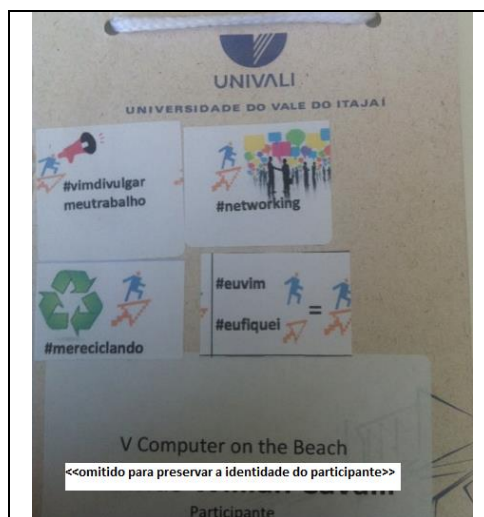 UNIVALI
UNIVERSIDADE DO VALE DO ITAJAÍ
#vimdivulgar
meutrabalho
#networking
#mereciclando
#euvim
#eufiquei
=
V Computer on the Beach
<<omitido para preservar a identidade do participante>>
Participante